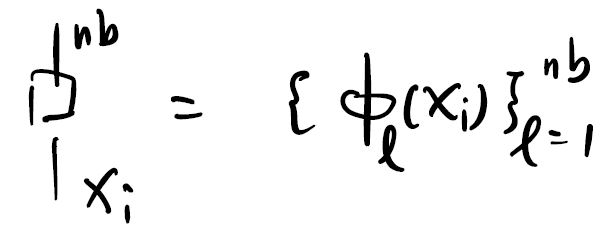 nb
□ = { ϕ_ℓ(x_i) }_{ℓ=1}^{nb}
x_i